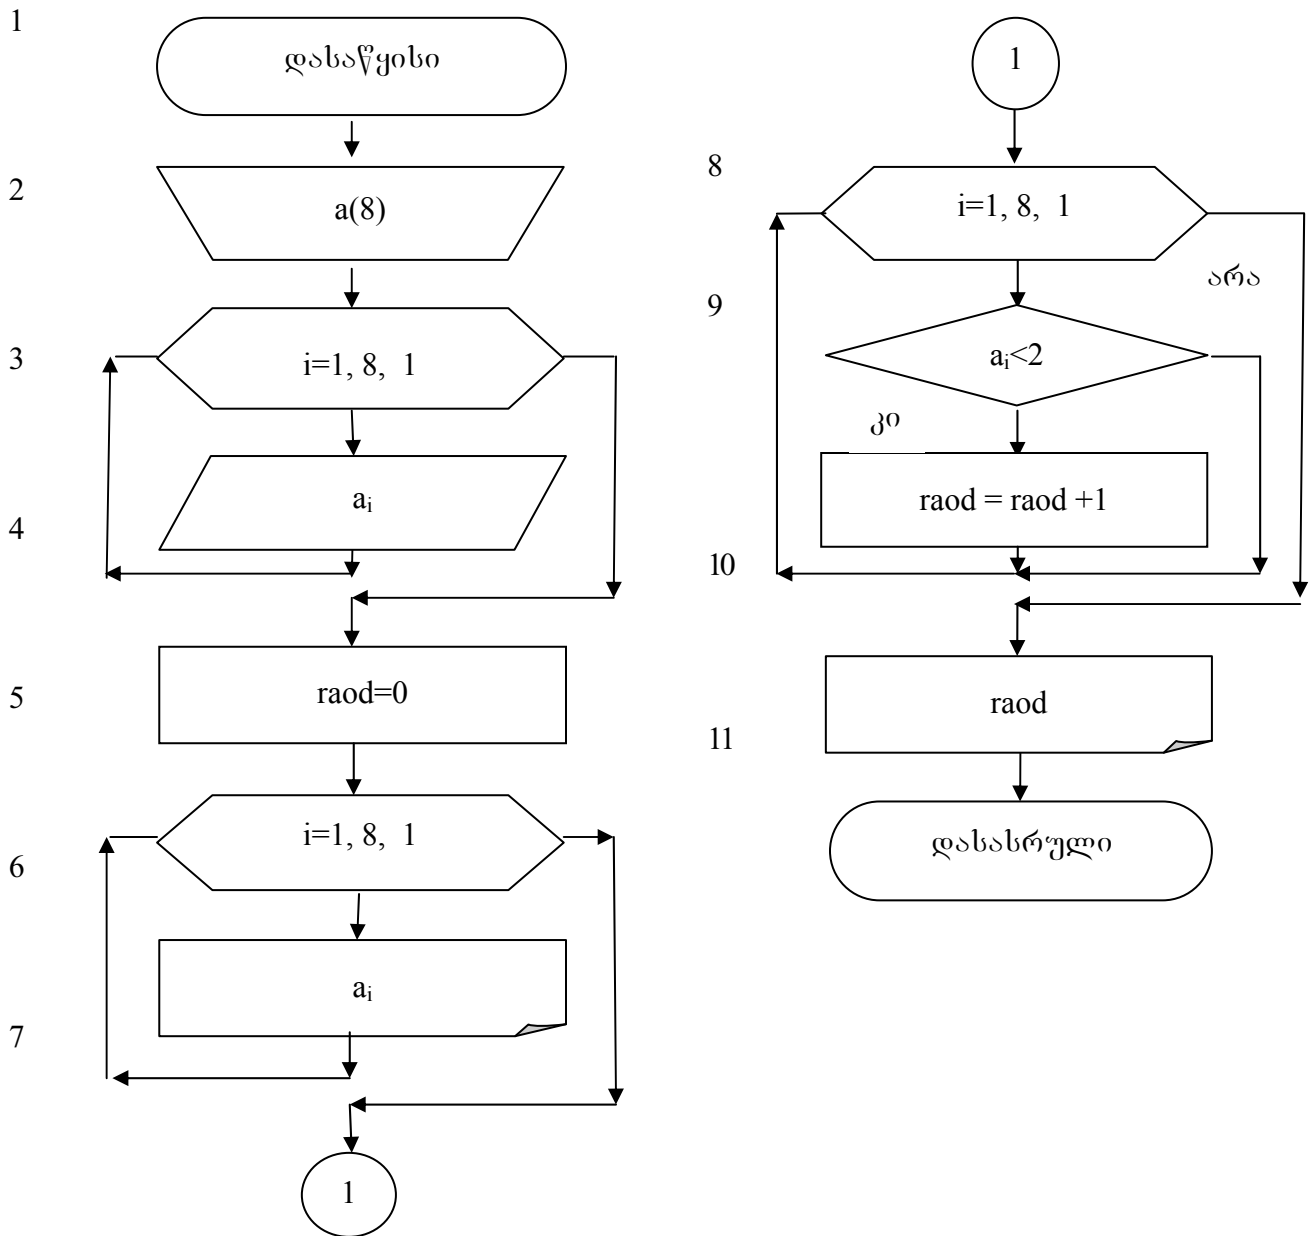 1
დასაწყისი
2
a(8)
3
i=1, 8, 1
4
aᵢ
5
raod=0
6
i=1, 8, 1
7
aᵢ
1
1
8
i=1, 8, 1
არა
9
aᵢ<2
კი
raod = raod +1
10
raod
11
დასასრული